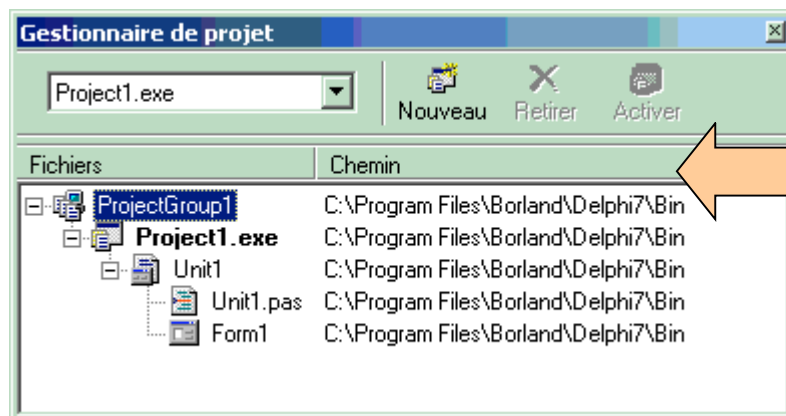 Gestionnaire de projet
Project1.exe
Nouveau Retirer Activer
Fichiers Chemin
ProjectGroup1 C:\Program Files\Borland\Delphi7\Bin
Project1.exe C:\Program Files\Borland\Delphi7\Bin
Unit1 C:\Program Files\Borland\Delphi7\Bin
Unit1.pas C:\Program Files\Borland\Delphi7\Bin
Form1 C:\Program Files\Borland\Delphi7\Bin